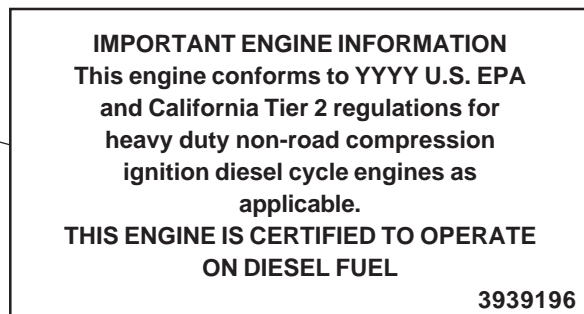 IMPORTANT ENGINE INFORMATION
This engine conforms to YYYY U.S. EPA
and California Tier 2 regulations for
heavy duty non-road compression
ignition diesel cycle engines as
applicable.
THIS ENGINE IS CERTIFIED TO OPERATE
ON DIESEL FUEL
3939196